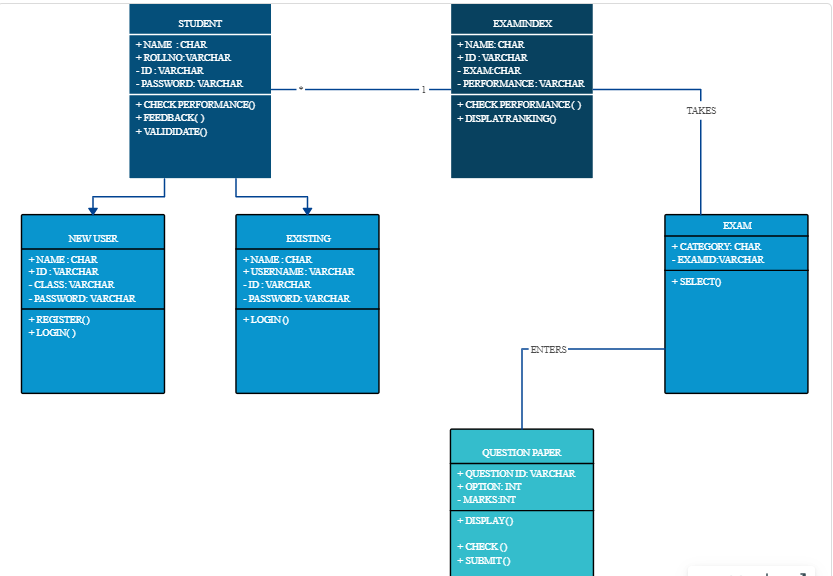 STUDENT
+ NAME : CHAR
+ ROLLNO:VARCHAR
- ID : VARCHAR
- PASSWORD: VARCHAR
+ CHECK PERFORMANCE()
+ FEEDBACK( )
+ VALIDIDATE()
EXAMINDEX
+ NAME: CHAR
+ ID : VARCHAR
- EXAM:CHAR
- PERFORMANCE : VARCHAR
+ CHECK PERFORMANCE ( )
+ DISPLAYRANKING()
*
1
TAKES
NEW USER
+ NAME : CHAR
+ ID : VARCHAR
- CLASS: VARCHAR
- PASSWORD: VARCHAR
+ REGISTER()
+ LOGIN( )
EXISTING
+ NAME : CHAR
+ USERNAME : VARCHAR
- ID : VARCHAR
- PASSWORD: VARCHAR
+ LOGIN ()
EXAM
+ CATEGORY: CHAR
- EXAMID:VARCHAR
+ SELECT()
ENTERS
QUESTION PAPER
+ QUESTION ID: VARCHAR
+ OPTION: INT
- MARKS:INT
+ DISPLAY()
+ CHECK ()
+ SUBMIT ()